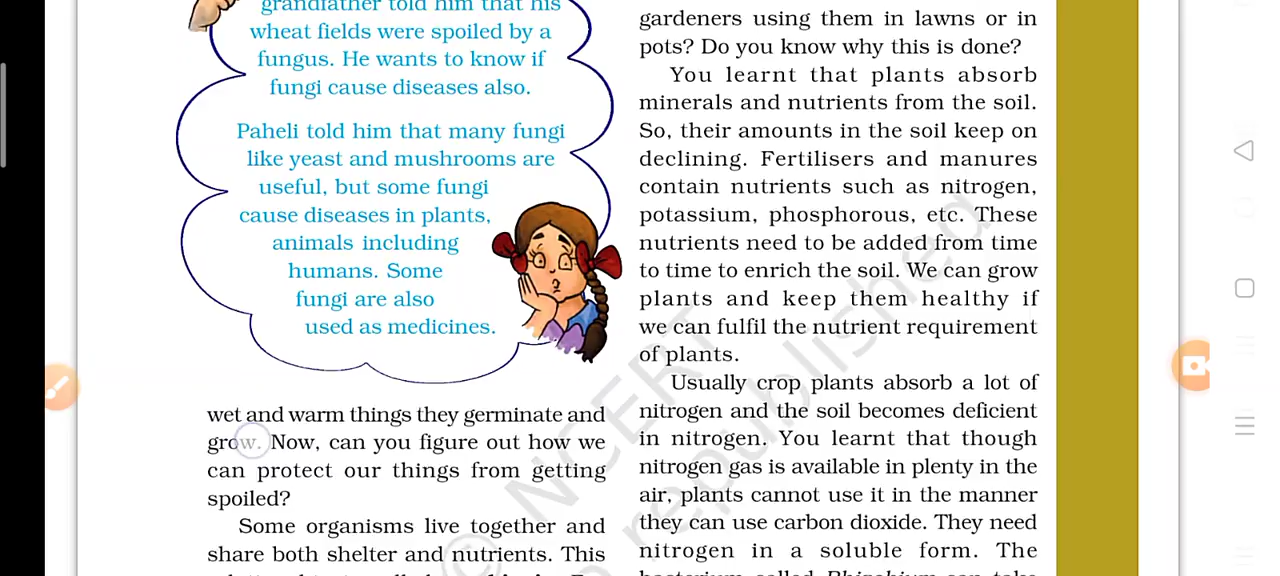 grandfather told him that his
wheat fields were spoiled by a
fungus. He wants to know if
fungi cause diseases also.
Paheli told him that many fungi
like yeast and mushrooms are
useful, but some fungi
cause diseases in plants,
animals including
humans. Some
fungi are also
used as medicines.
wet and warm things they germinate and
grow. Now, can you figure out how we
can protect our things from getting
spoiled?
Some organisms live together and
share both shelter and nutrients. This
gardeners using them in lawns or in
pots? Do you know why this is done?
You learnt that plants absorb
minerals and nutrients from the soil.
So, their amounts in the soil keep on
declining. Fertilisers and manures
contain nutrients such as nitrogen,
potassium, phosphorous, etc. These
nutrients need to be added from time
to time to enrich the soil. We can grow
plants and keep them healthy if
we can fulfil the nutrient requirement
of plants.
Usually crop plants absorb a lot of
nitrogen and the soil becomes deficient
in nitrogen. You learnt that though
nitrogen gas is available in plenty in the
air, plants cannot use it in the manner
they can use carbon dioxide. They need
nitrogen in a soluble form. The
bacterium called Rhizobium can take
© NCERT
republished